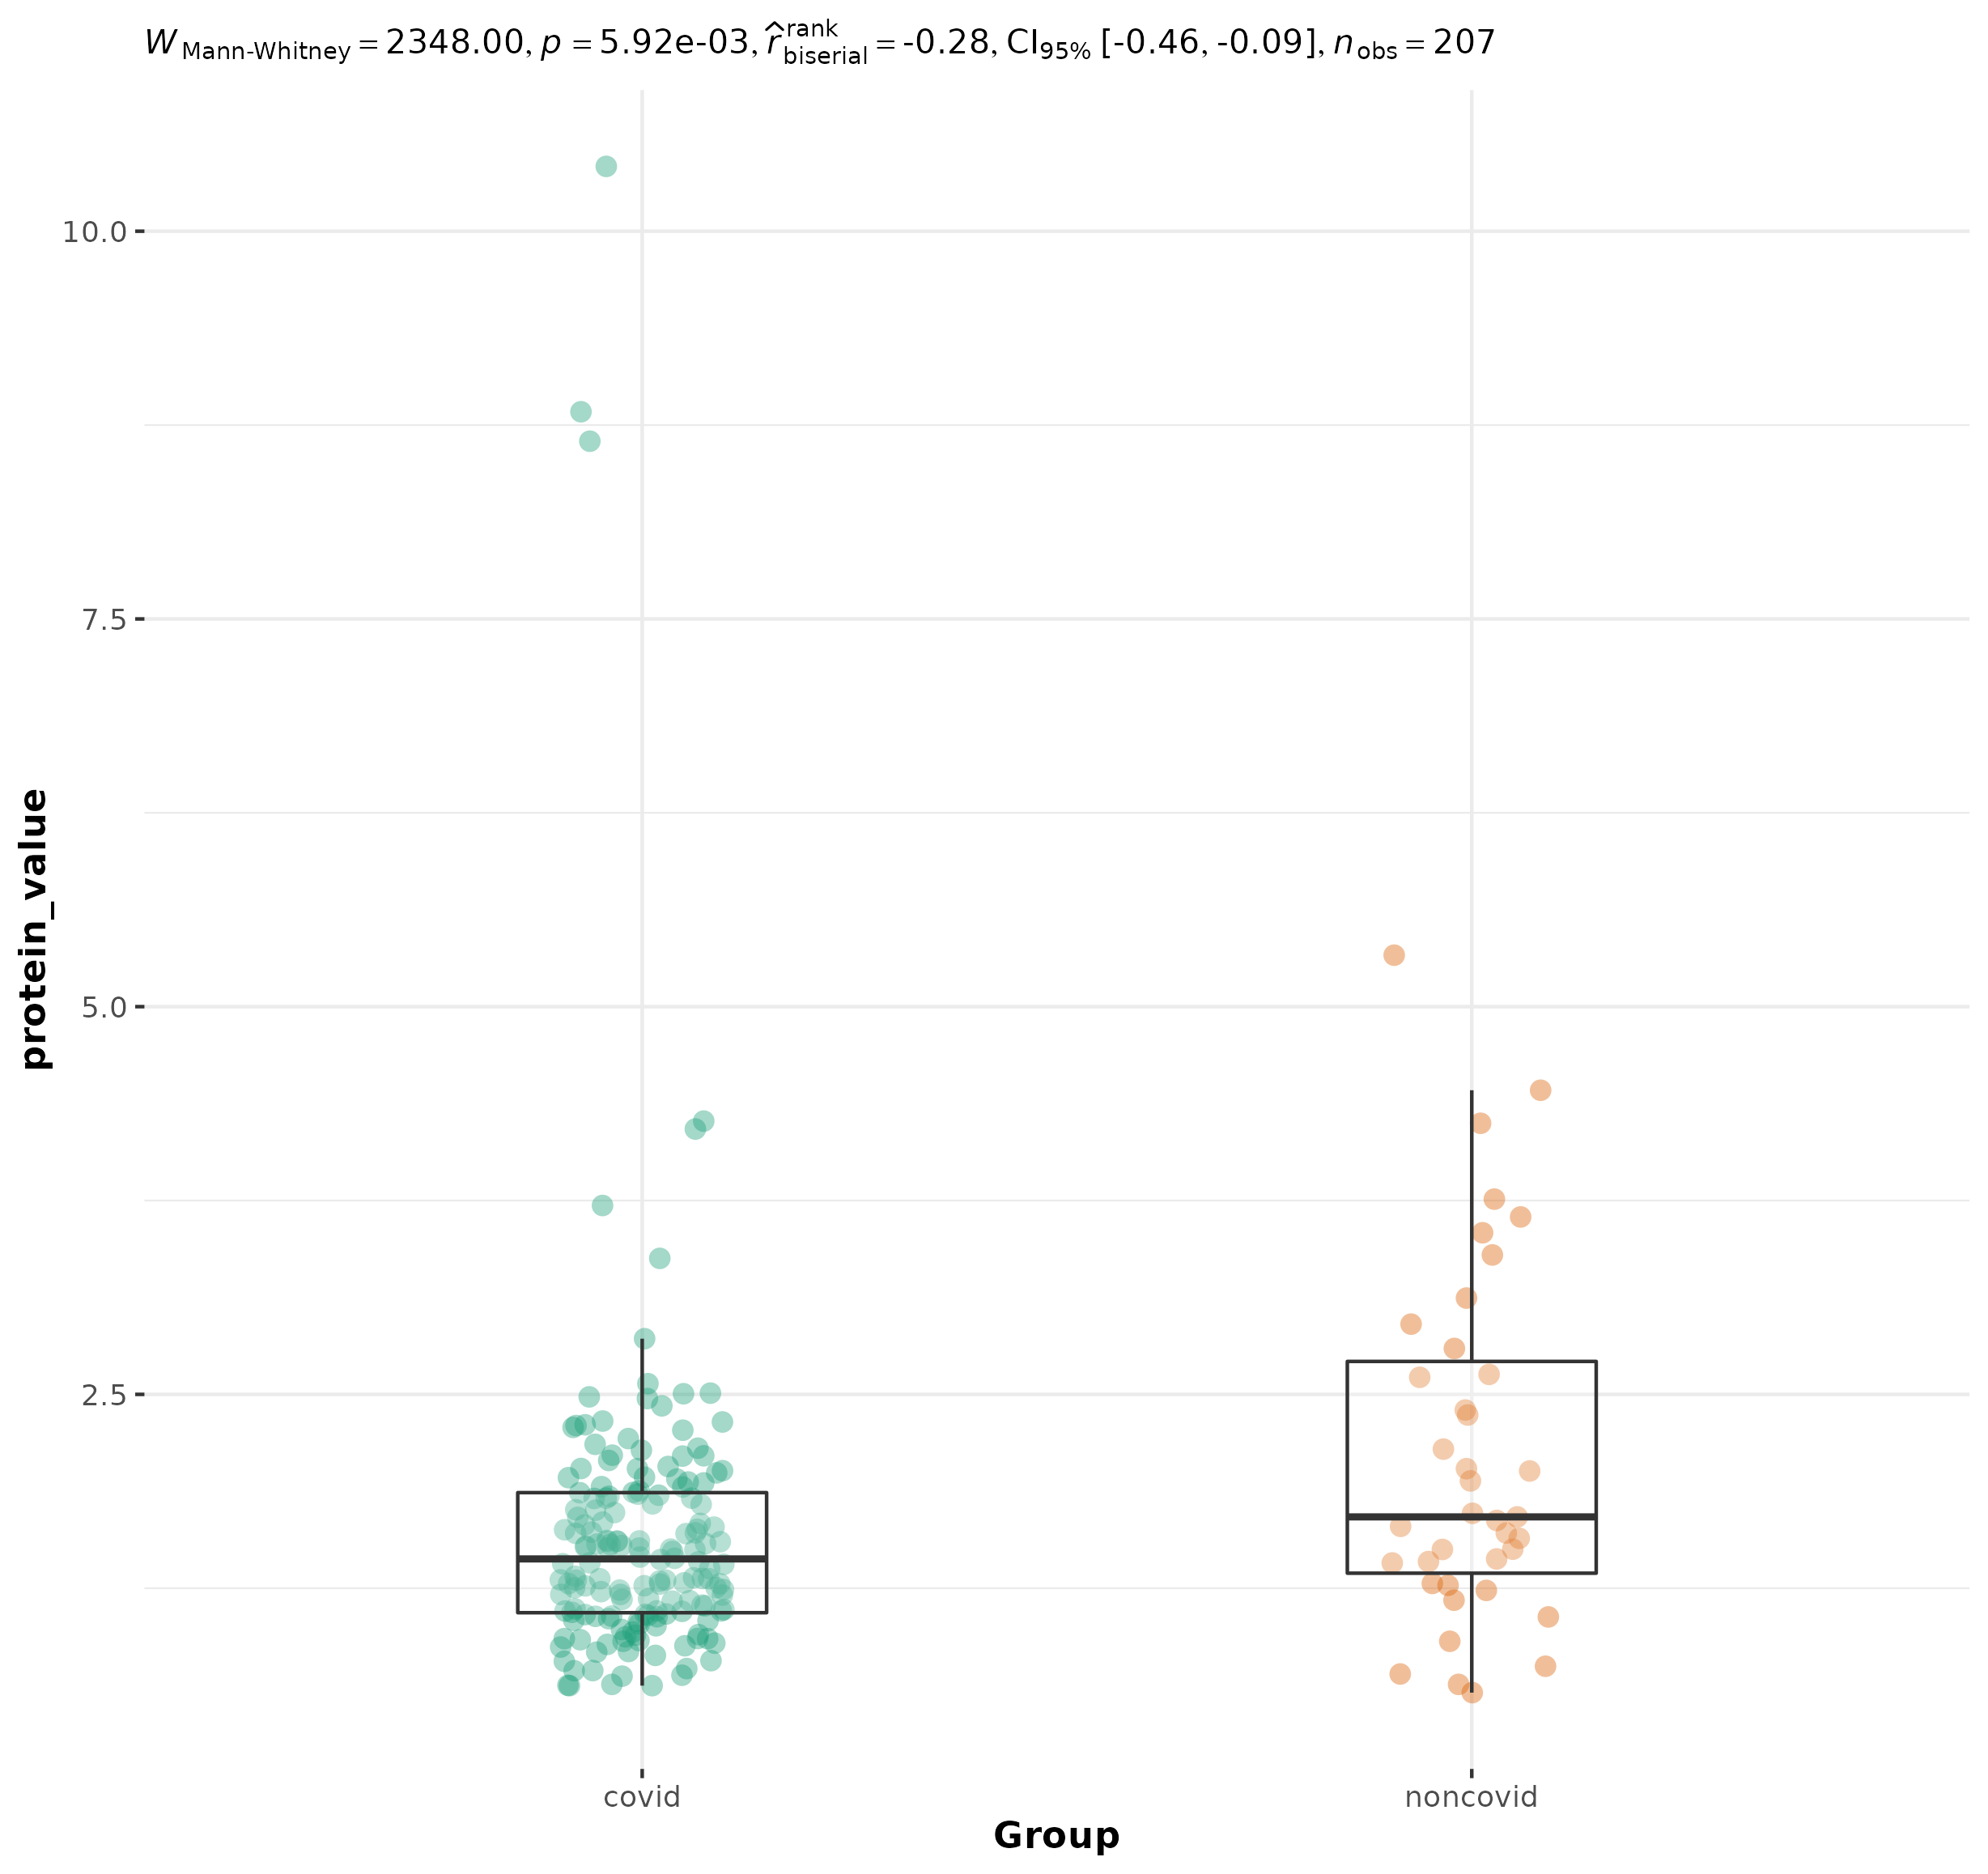 W Mann-Whitney = 2348.00, p = 5.92e-03, r̂ rank biserial = -0.28, CI95% [-0.46, -0.09], nobs = 207
10.0
7.5
5.0
2.5
protein_value
covid noncovid
Group